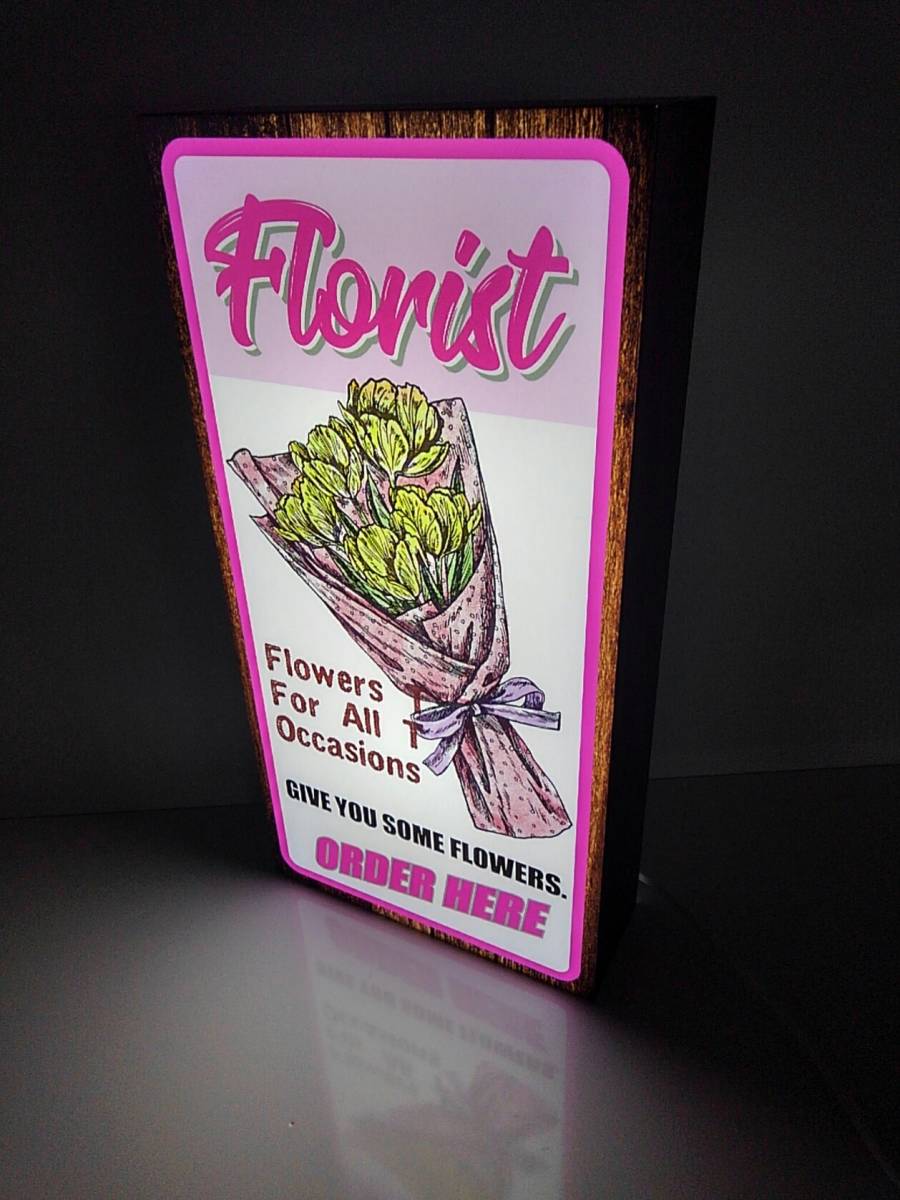 Florist
Flowers T
For All T
Occasions
GIVE YOU SOME FLOWERS.
ORDER HERE